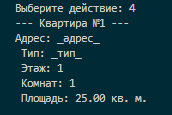 Выберите действие: 4
--- Квартира №1 ---
Адрес: _адрес_
Тип: _тип_
Этаж: 1
Комнат: 1
Площадь: 25.00 кв. м.